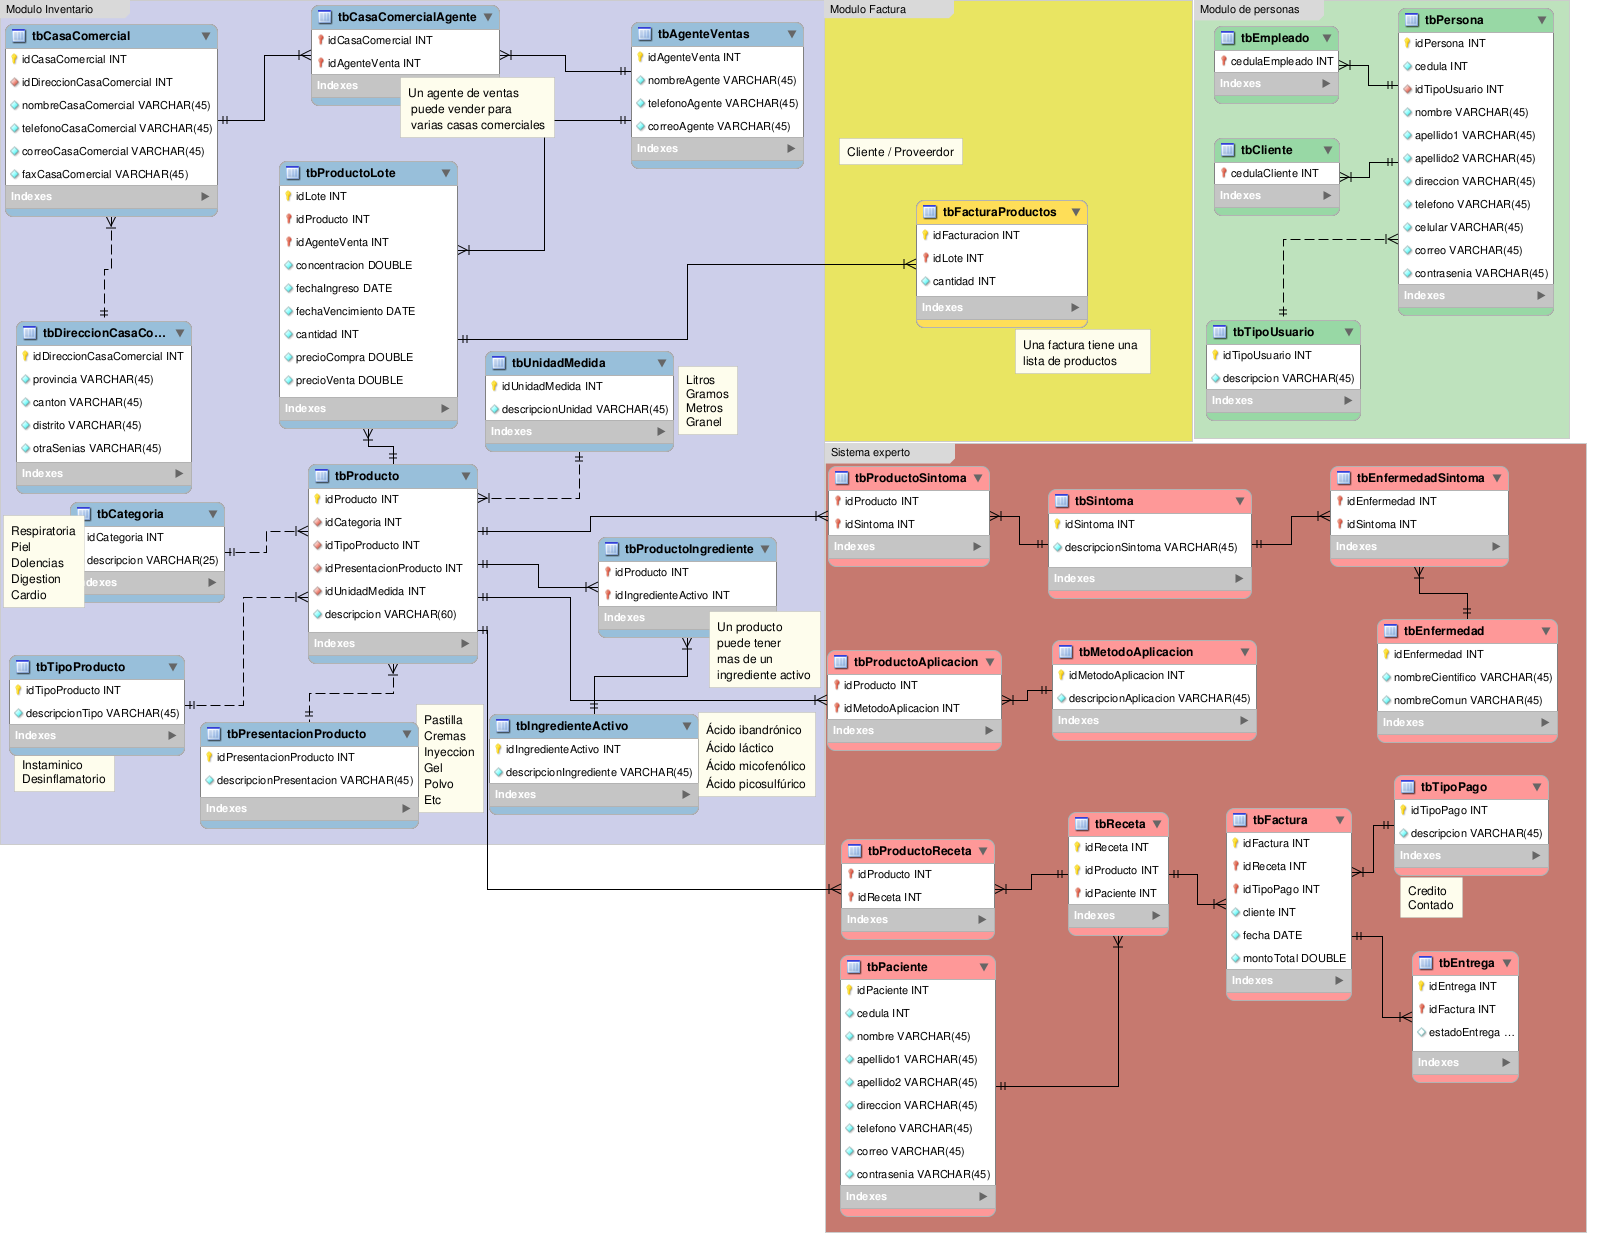 Modulo Inventario
tbCasaComercial
idCasaComercial INT
idDireccionCasaComercial INT
nombreCasaComercial VARCHAR(45)
telefonoCasaComercial VARCHAR(45)
correoCasaComercial VARCHAR(45)
faxCasaComercial VARCHAR(45)
Indexes
tbCasaComercialAgente
idCasaComercial INT
idAgenteVenta INT
Indexes
Un agente de ventas
puede vender para
varias casas comerciales
tbAgenteVentas
idAgenteVenta INT
nombreAgente VARCHAR(45)
telefonoAgente VARCHAR(45)
correoAgente VARCHAR(45)
Indexes
tbProductoLote
idLote INT
idProducto INT
idAgenteVenta INT
concentracion DOUBLE
fechaIngreso DATE
fechaVencimiento DATE
cantidad INT
precioCompra DOUBLE
precioVenta DOUBLE
Indexes
tbDireccionCasaCo...
idDireccionCasaComercial INT
provincia VARCHAR(45)
canton VARCHAR(45)
distrito VARCHAR(45)
otraSenias VARCHAR(45)
Indexes
tbUnidadMedida
idUnidadMedida INT
descripcionUnidad VARCHAR(45)
Indexes
Litros
Gramos
Metros
Granel
tbProducto
idProducto INT
idCategoria INT
idTipoProducto INT
idPresentacionProducto INT
idUnidadMedida INT
descripcion VARCHAR(60)
Indexes
tbCategoria
idCategoria INT
descripcion VARCHAR(25)
dexes
Respiratoria
Piel
Dolencias
Digestion
Cardio
tbProductoIngrediente
idProducto INT
idIngredienteActivo INT
Indexes
Un producto
puede tener
mas de un
ingrediente activo
tbTipoProducto
idTipoProducto INT
descripcionTipo VARCHAR(45)
Indexes
Instaminico
Desinflamatorio
tbPresentacionProducto
idPresentacionProducto INT
descripcionPresentacion VARCHAR(45)
Indexes
Pastilla
Cremas
Inyeccion
Gel
Polvo
Etc
tbIngredienteActivo
idIngredienteActivo INT
descripcionIngrediente VARCHAR(45)
Indexes
Ácido ibandrónico
Ácido láctico
Ácido micofenólico
Ácido picosulfúrico
Modulo Factura
Cliente / Proveerdor
tbFacturaProductos
idFacturacion INT
idLote INT
cantidad INT
Indexes
Una factura tiene una
lista de productos
Modulo de personas
tbEmpleado
cedulaEmpleado INT
Indexes
tbCliente
cedulaCliente INT
Indexes
tbPersona
idPersona INT
cedula INT
idTipoUsuario INT
nombre VARCHAR(45)
apellido1 VARCHAR(45)
apellido2 VARCHAR(45)
direccion VARCHAR(45)
telefono VARCHAR(45)
celular VARCHAR(45)
correo VARCHAR(45)
contrasenia VARCHAR(45)
Indexes
tbTipoUsuario
idTipoUsuario INT
descripcion VARCHAR(45)
Indexes
Sistema experto
tbProductoSintoma
idProducto INT
idSintoma INT
Indexes
tbSintoma
idSintoma INT
descripcionSintoma VARCHAR(45)
Indexes
tbEnfermedadSintoma
idEnfermedad INT
idSintoma INT
Indexes
tbEnfermedad
idEnfermedad INT
nombreCientifico VARCHAR(45)
nombreComun VARCHAR(45)
Indexes
tbProductoAplicacion
idProducto INT
idMetodoAplicacion INT
Indexes
tbMetodoAplicacion
idMetodoAplicacion INT
descripcionAplicacion VARCHAR(45)
Indexes
tbProductoReceta
idProducto INT
idReceta INT
Indexes
tbReceta
idReceta INT
idProducto INT
idPaciente INT
Indexes
tbFactura
idFactura INT
idReceta INT
idTipoPago INT
cliente INT
fecha DATE
montoTotal DOUBLE
Indexes
tbTipoPago
idTipoPago INT
descripcion VARCHAR(45)
Indexes
Credito
Contado
tbEntrega
idEntrega INT
idFactura INT
estadoEntrega ...
Indexes
tbPaciente
idPaciente INT
cedula INT
nombre VARCHAR(45)
apellido1 VARCHAR(45)
apellido2 VARCHAR(45)
direccion VARCHAR(45)
telefono VARCHAR(45)
correo VARCHAR(45)
contrasenia VARCHAR(45)
Indexes